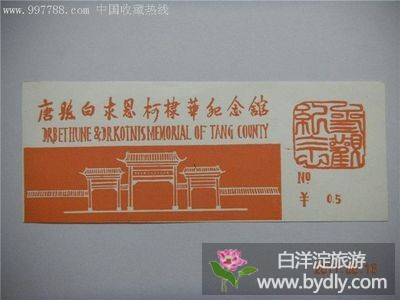 www.997788.com 中国收藏热线
唐县白求恩柯棣华纪念馆
DR BETHUNE & DR.KOTNIS MEMORIAL OF TANG COUNTY
参观纪念
NO
¥ 0.5
白洋淀旅游
www.bydly.com